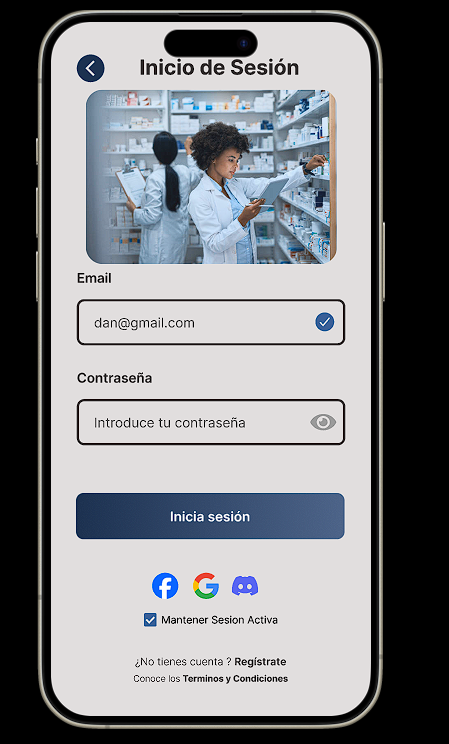 Inicio de Sesión
Email
dan@gmail.com
Contraseña
Introduce tu contraseña
Inicia sesión
Mantener Sesion Activa
¿No tienes cuenta ? Regístrate
Conoce los Terminos y Condiciones